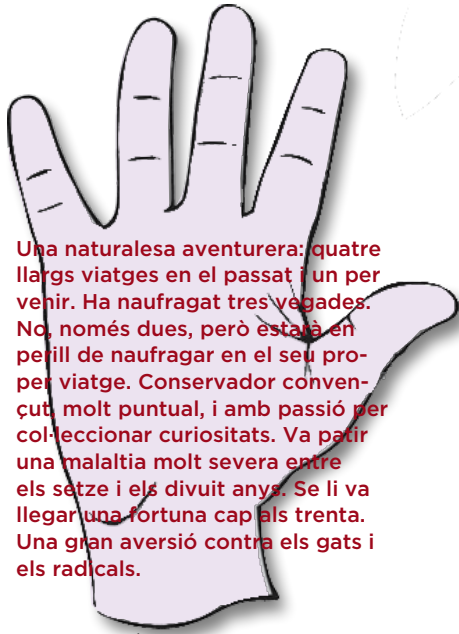 Una naturalesa aventurera: quatre
llargs viatges en el passat i un per
venir. Ha naufragat tres vegades.
No, només dues, però estarà en
perill de naufragar en el seu pro-
per viatge. Conservador conven-
çut, molt puntual, i amb passió per
col·leccionar curiositats. Va patir
una malaltia molt severa entre
els setze i els divuit anys. Se li va
llegar una fortuna cap als trenta.
Una gran aversió contra els gats i
els radicals.